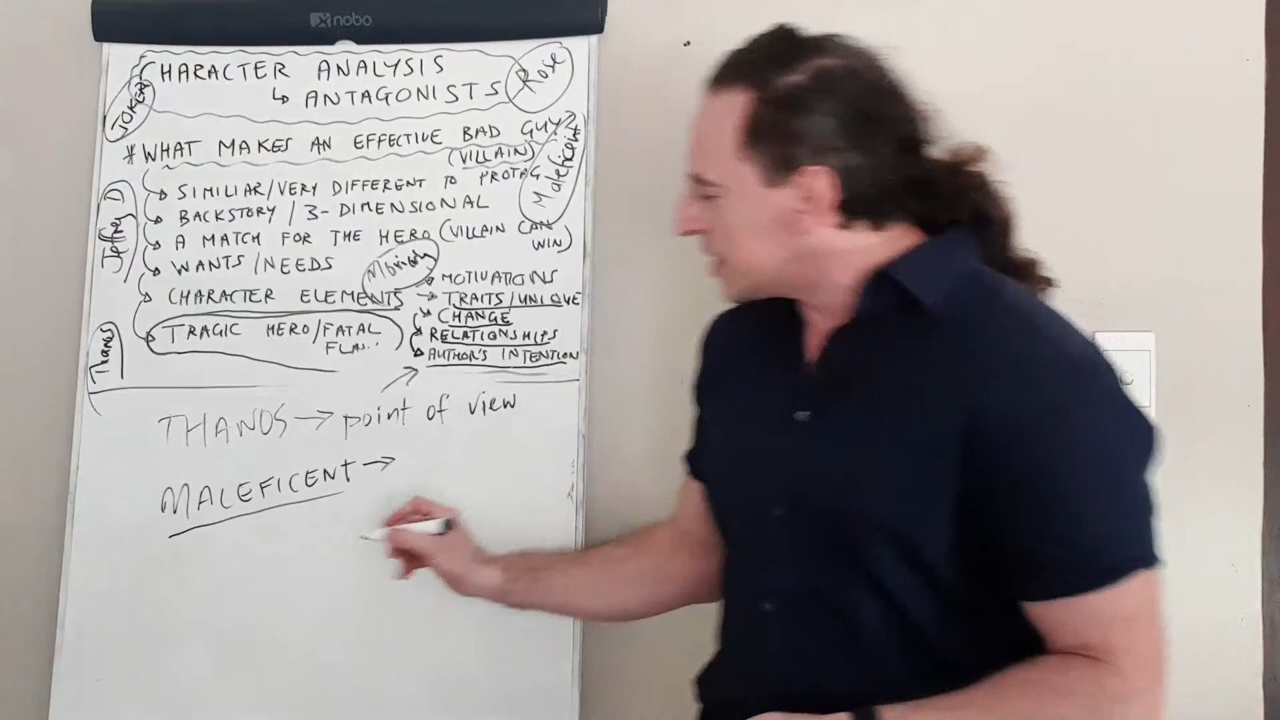 nobo
CHARACTER ANALYSIS
↳ ANTAGONISTS
Rose
JOKER
*WHAT MAKES AN EFFECTIVE BAD GUY?
(VILLAIN)
Maleficent
↳ SIMILIAR/VERY DIFFERENT TO PROTAG
↳ BACKSTORY / 3-DIMENSIONAL
↳ A MATCH FOR THE HERO (VILLAIN CAN
WIN)
↳ WANTS/NEEDS
Jeffrey D
Moriarty
MOTIVATIONS
↳ CHARACTER ELEMENTS → TRAITS/UNIQUE
CHANGE
↳ TRAGIC HERO/FATAL
RELATIONSHIPS
AUTHOR'S INTENTION
Thanos
THANOS → point of view
MALEFICENT →